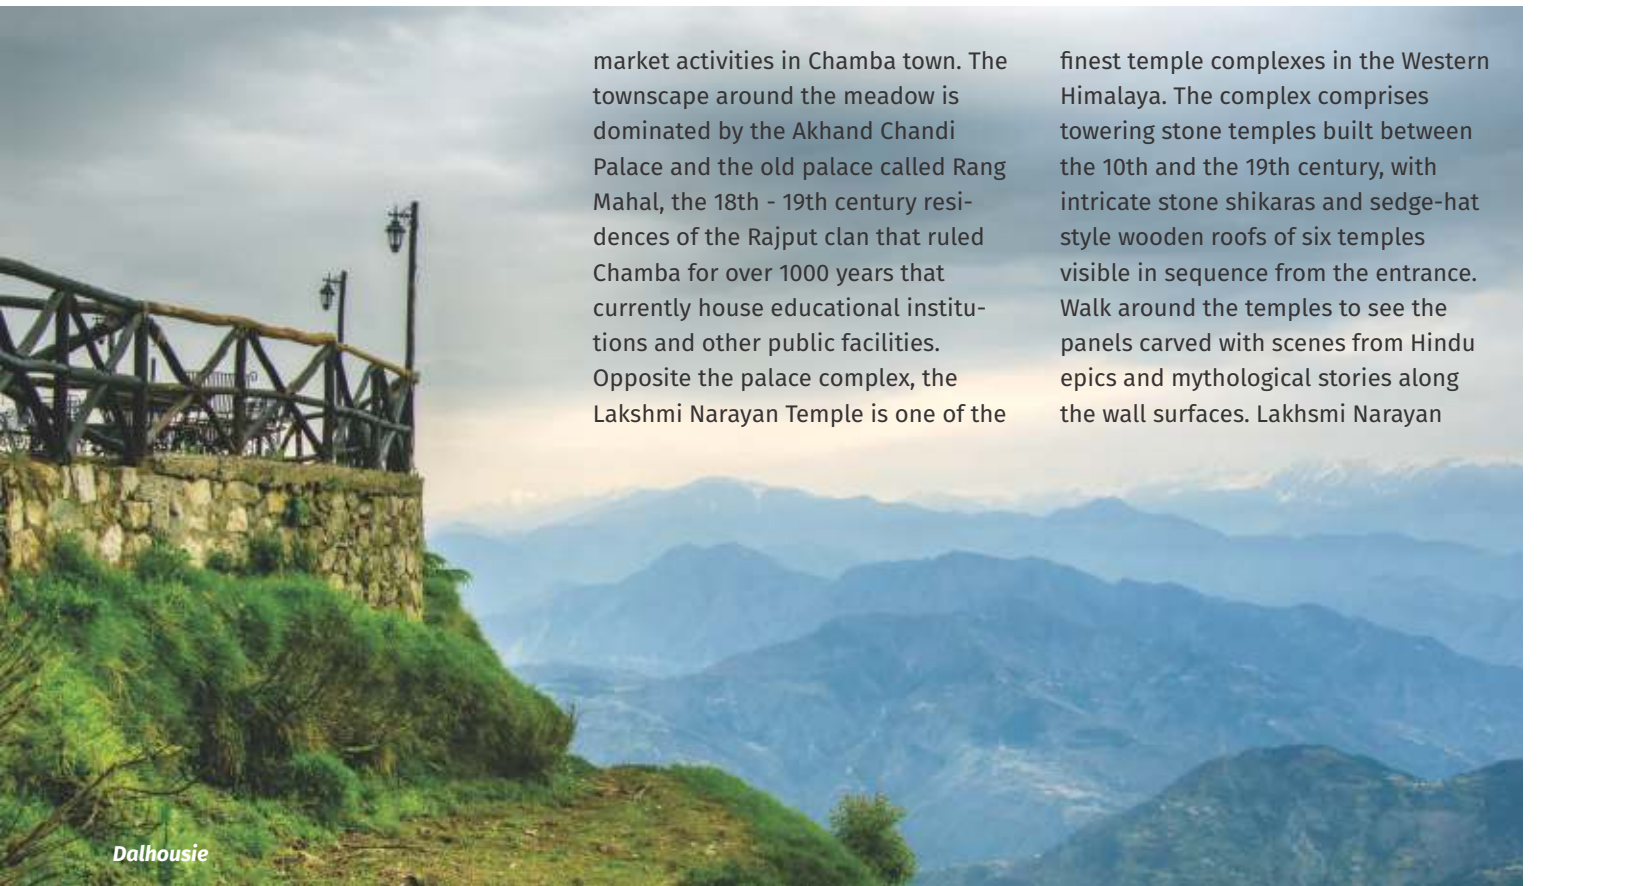 market activities in Chamba town. The
townscape around the meadow is
dominated by the Akhand Chandi
Palace and the old palace called Rang
Mahal, the 18th - 19th century resi-
dences of the Rajput clan that ruled
Chamba for over 1000 years that
currently house educational institu-
tions and other public facilities.
Opposite the palace complex, the
Lakshmi Narayan Temple is one of the
finest temple complexes in the Western
Himalaya. The complex comprises
towering stone temples built between
the 10th and the 19th century, with
intricate stone shikaras and sedge-hat
style wooden roofs of six temples
visible in sequence from the entrance.
Walk around the temples to see the
panels carved with scenes from Hindu
epics and mythological stories along
the wall surfaces. Lakhsmi Narayan
Dalhousie